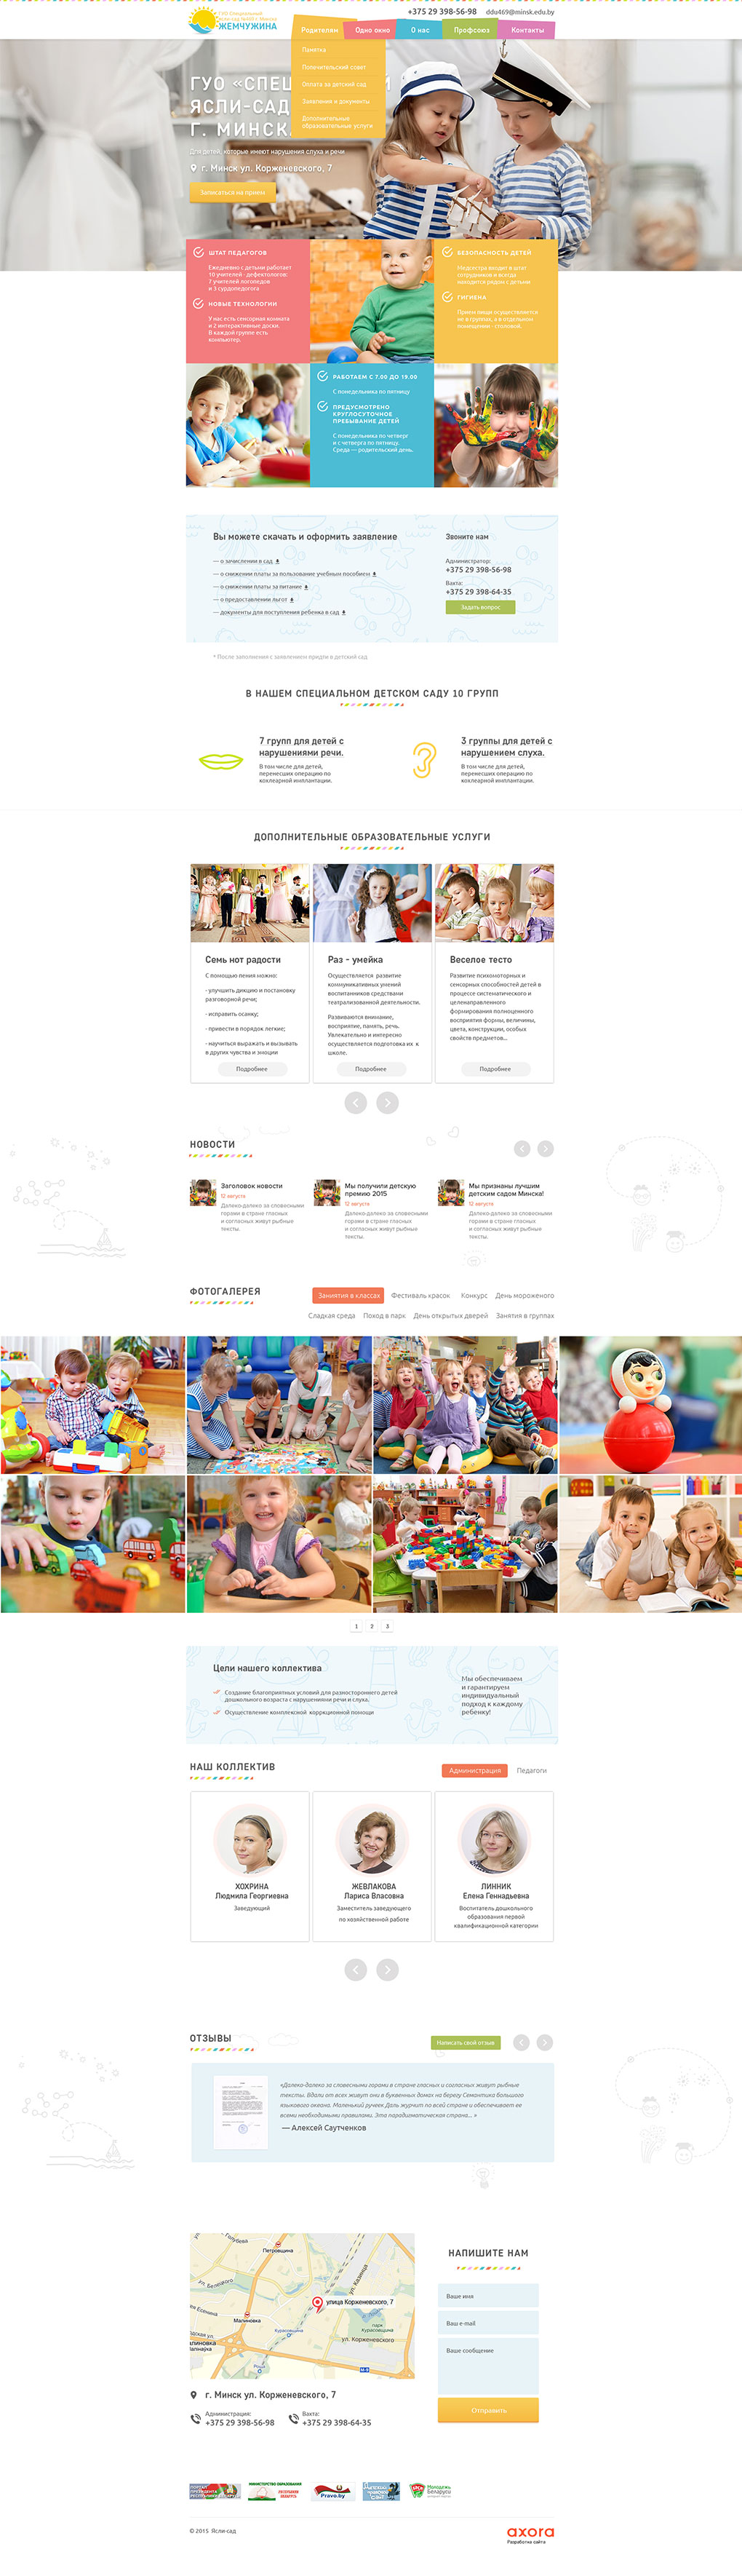 +375 29 398-56-98
ddu469@minsk.edu.by
ЖЕМЧУЖИНА
Родителям
Одно окно
О нас
Профсоюз
Контакты
Памятка
Попечительский совет
Оплата за детский сад
Заявления и документы
Дополнительные
образовательные услуги
ГУО «СПЕЦ
ЯСЛИ-САД
Г. МИНСКА
Для детей, которые имеют нарушения слуха и речи
г. Минск ул. Корженевского, 7
Записаться на прием
ШТАТ ПЕДАГОГОВ
Ежедневно с детьми работает
10 учителей - дефектологов:
7 учителей логопедов
и 3 сурдопедагога
НОВЫЕ ТЕХНОЛОГИИ
У нас есть сенсорная комната
и 2 интерактивные доски.
В каждой группе есть
компьютер.
БЕЗОПАСНОСТЬ ДЕТЕЙ
Медсестра входит в штат
сотрудников и всегда
находится рядом с детьми
ГИГИЕНА
Прием пищи осуществляется
не в группах, а в отдельном
помещении - столовой.
РАБОТАЕМ С 7.00 ДО 19.00
С понедельника по пятницу
ПРЕДУСМОТРЕНО
КРУГЛОСУТОЧНОЕ
ПРЕБЫВАНИЕ ДЕТЕЙ
С понедельника по четверг
и с четверга по пятницу.
Среда — родительский день.
Вы можете скачать и оформить заявление
— о зачислении в сад
— о снижении платы за пользование учебным пособием
— о снижении платы за питание
— о предоставлении льгот
— документы для поступления ребенка в сад
Звоните нам
Администратор:
+375 29 398-56-98
Вахта:
+375 29 398-64-35
Задать вопрос
* После заполнения с заявлением придти в детский сад
В НАШЕМ СПЕЦИАЛЬНОМ ДЕТСКОМ САДУ 10 ГРУПП
7 групп для детей с
нарушениями речи.
В том числе для детей,
перенесших операцию по
кохлеарной инплантации.
3 группы для детей с
нарушением слуха.
В том числе для детей,
перенесших операцию по
кохлеарной инплантации.
ДОПОЛНИТЕЛЬНЫЕ ОБРАЗОВАТЕЛЬНЫЕ УСЛУГИ
Семь нот радости
С помощью пения можно:
- улучшить дикцию и постановку
разговорной речи;
- исправить осанку;
- привести в порядок легкие;
- научиться выражать и вызывать
в других чувства и эмоции
Подробнее
Раз - умейка
Осуществляется развитие
коммуникативных умений
воспитанников средствами
театрализованной деятельности.
Развиваются внимание,
восприятие, память, речь.
Увлекательно и интересно
осуществляется подготовка их к
школе.
Подробнее
Веселое тесто
Развитие психомоторных и
сенсорных способностей детей в
процессе систематического и
целенаправленного
формирования полноценного
восприятия формы, величины,
цвета, конструкции, особых
свойств предметов...
Подробнее
НОВОСТИ
Заголовок новости
12 августа
Далеко-далеко за словесными
горами в стране гласных
и согласных живут рыбные
тексты.
Мы получили детскую
премию 2015
12 августа
Далеко-далеко за словесными
горами в стране гласных
и согласных живут рыбные
тексты.
Мы признаны лучшим
детским садом Минска!
12 августа
Далеко-далеко за словесными
горами в стране гласных
и согласных живут рыбные
тексты.
ФОТОГАЛЕРЕЯ
Заниятия в классах
Фестиваль красок
Конкурс
День мороженого
Сладкая среда
Поход в парк
День открытых дверей
Занятия в группах
1 2 3
Цели нашего коллектива
Создание благоприятных условий для разностороннего детей
дошкольного возраста с нарушениями речи и слуха,
Осуществление комплексной коррекционной помощи
Мы обеспечиваем
и гарантируем
индивидуальный
подход к каждому
ребенку!
НАШ КОЛЛЕКТИВ
Администрация
Педагоги
ХОХРИНА
Людмила Георгиевна
Заведующий
ЖЕВЛАКОВА
Лариса Власовна
Заместитель заведующего
по хозяйственной работе
ЛИННИК
Елена Геннадьевна
Воспитатель дошкольного
образования первой
квалификационной категории
ОТЗЫВЫ
Написать свой отзыв
«Далеко-далеко за словесными горами в стране гласных и согласных живут рыбные
тексты. Вдали от всех живут они в буквенных домах на берегу Семантика большого
языкового океана. Маленький ручеек Даль журчит по всей стране и обеспечивает ее
всеми необходимыми правилами. Эта парадигматическая страна... »
— Алексей Саутченков
ул. Голубева
Петровщина
ул. Белецкого
ул. Казинца
улица Корженевского, 7
Малиновка
Курасовщина
парк
Курасовщина
ул. Корженевского
Роща
М-8
НАПИШИТЕ НАМ
Ваше имя
Ваш e-mail
Ваше сообщение
Отправить
г. Минск ул. Корженевского, 7
Администрация:
+375 29 398-56-98
Вахта:
+375 29 398-64-35
МИНИСТЕРСТВО ОБРАЗОВАНИЯ
Pravo.by
Молодежь
Беларуси
© 2015 Ясли-сад
axora
Разработка сайта